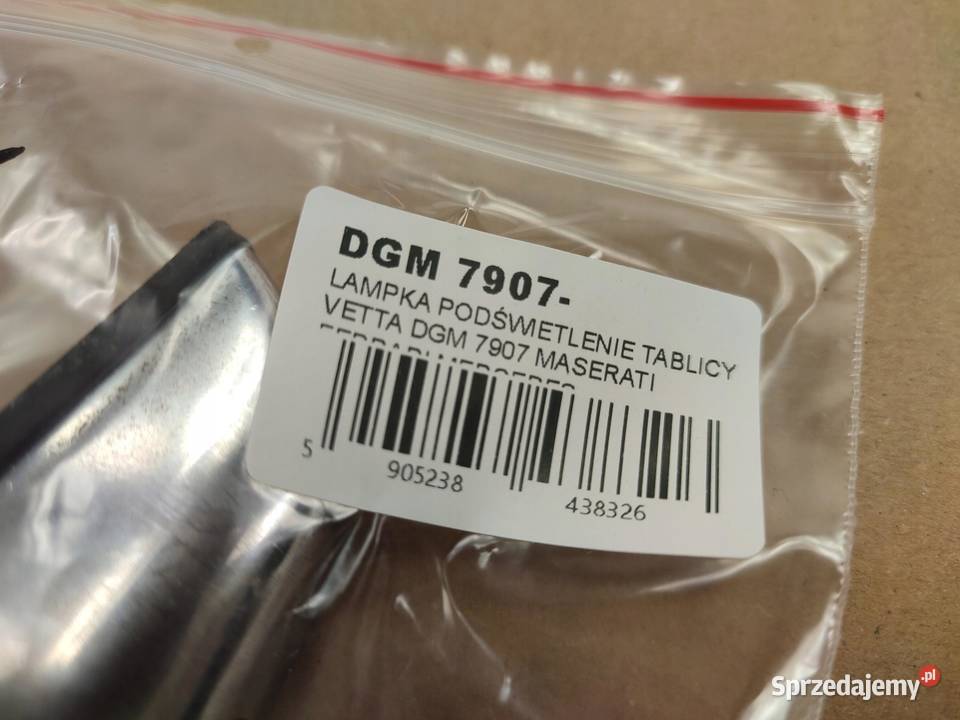 DGM 7907-
LAMPKA PODŚWIETLENIE TABLICY
VETTA DGM 7907 MASERATI
5
905238
438326
Sprzedajemy.pl